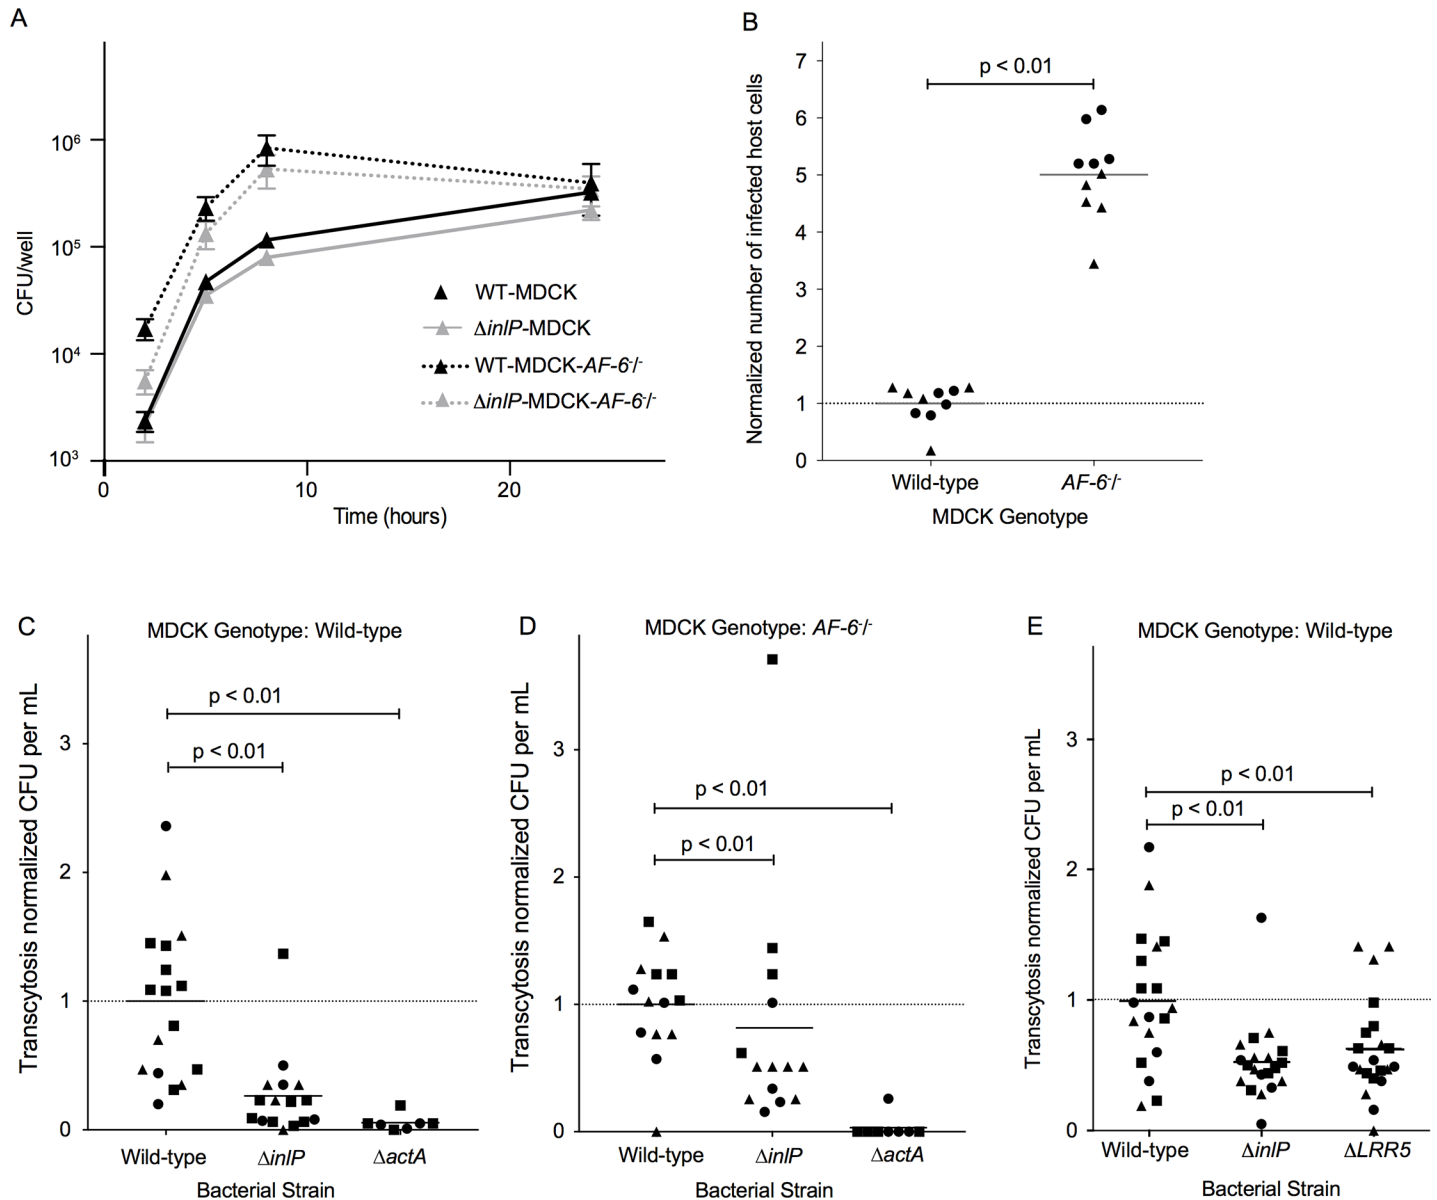 A
CFU/well
10⁶
10⁵
10⁴
10³
0
10
20
Time (hours)
WT-MDCK
ΔinlP-MDCK
WT-MDCK-AF-6⁻/⁻
ΔinlP-MDCK-AF-6⁻/⁻
B
Normalized number of infected host cells
7
6
5
4
3
2
1
0
p < 0.01
Wild-type
AF-6⁻/⁻
MDCK Genotype
C
MDCK Genotype: Wild-type
Transcytosis normalized CFU per mL
3
2
1
0
p < 0.01
p < 0.01
Wild-type
ΔinlP
ΔactA
Bacterial Strain
D
MDCK Genotype: AF-6⁻/⁻
Transcytosis normalized CFU per mL
3
2
1
0
p < 0.01
p < 0.01
Wild-type
ΔinlP
ΔactA
Bacterial Strain
E
MDCK Genotype: Wild-type
Transcytosis normalized CFU per mL
3
2
1
0
p < 0.01
p < 0.01
Wild-type
ΔinlP
ΔLRR5
Bacterial Strain